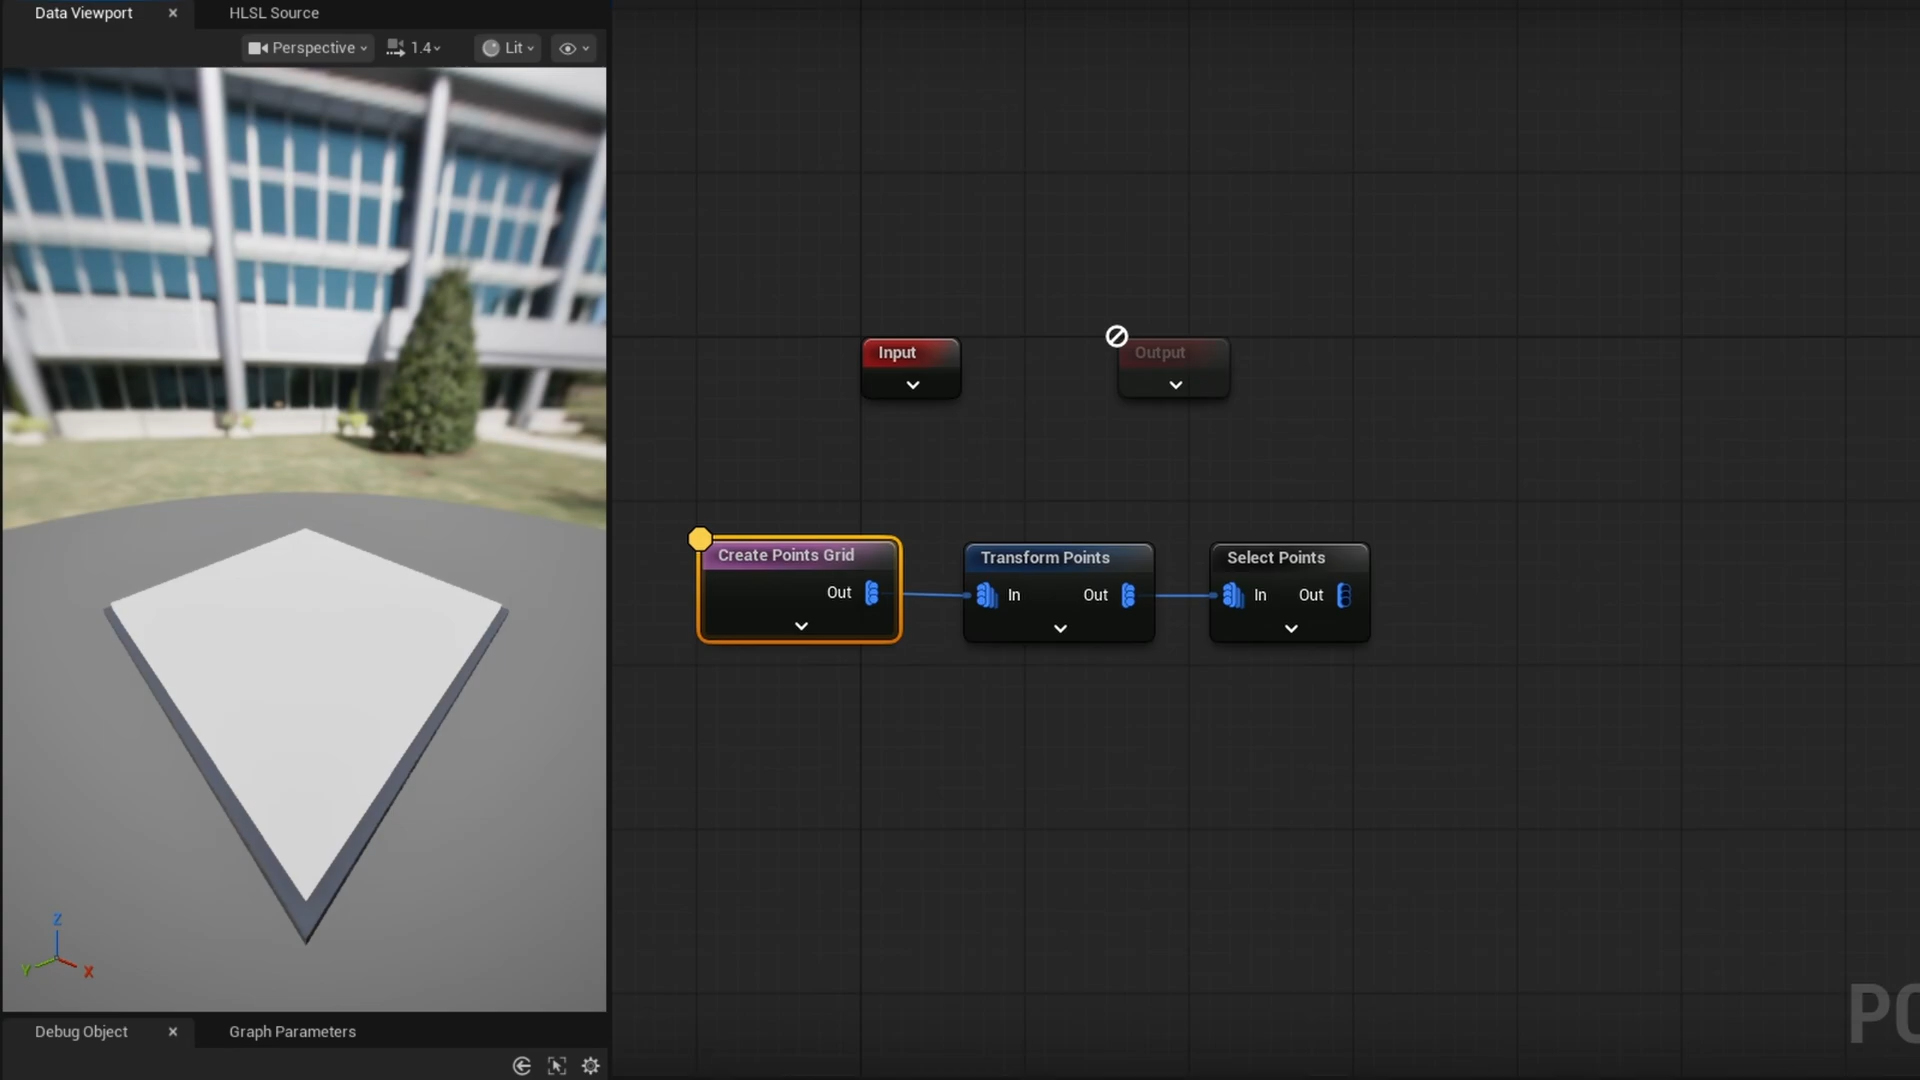 Data Viewport
HLSL Source
Perspective
1.4
Lit
Input
Output
Create Points Grid
Out
Transform Points
In
Out
Select Points
In
Out
Z
Y
X
Debug Object
Graph Parameters